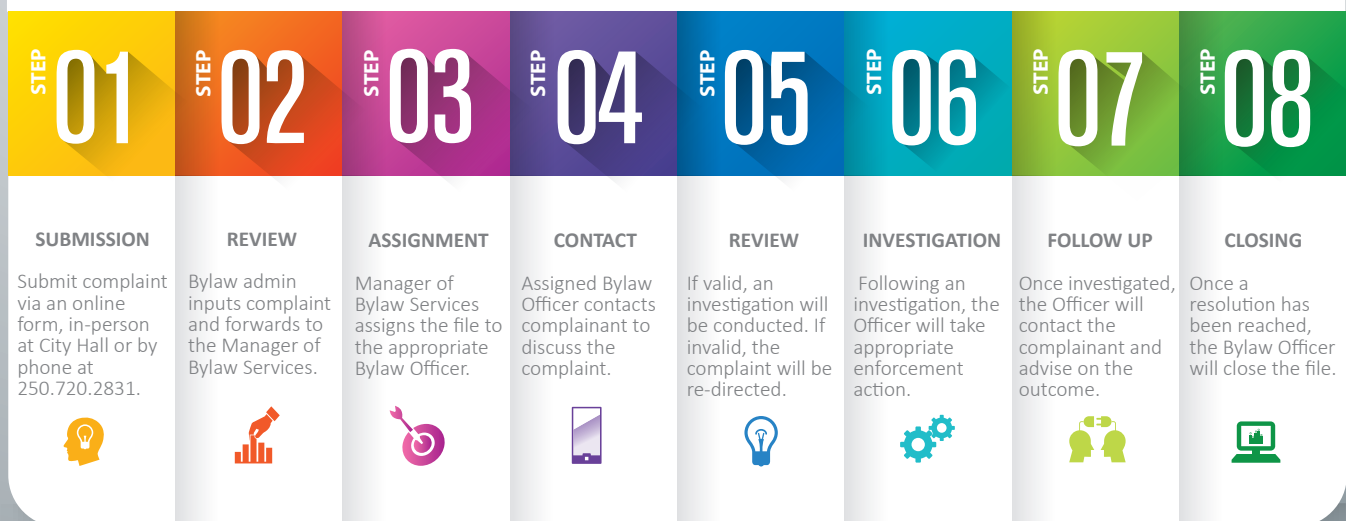 STEP 01
SUBMISSION
Submit complaint
via an online
form, in-person
at City Hall or by
phone at
250.720.2831.
STEP 02
REVIEW
Bylaw admin
inputs complaint
and forwards to
the Manager of
Bylaw Services.
STEP 03
ASSIGNMENT
Manager of
Bylaw Services
assigns the file to
the appropriate
Bylaw Officer.
STEP 04
CONTACT
Assigned Bylaw
Officer contacts
complainant to
discuss the
complaint.
STEP 05
REVIEW
If valid, an
investigation will
be conducted. If
invalid, the
complaint will be
re-directed.
STEP 06
INVESTIGATION
Following an
investigation, the
Officer will take
appropriate
enforcement
action.
STEP 07
FOLLOW UP
Once investigated,
the Officer will
contact the
complainant and
advise on the
outcome.
STEP 08
CLOSING
Once a
resolution has
been reached,
the Bylaw Officer
will close the file.